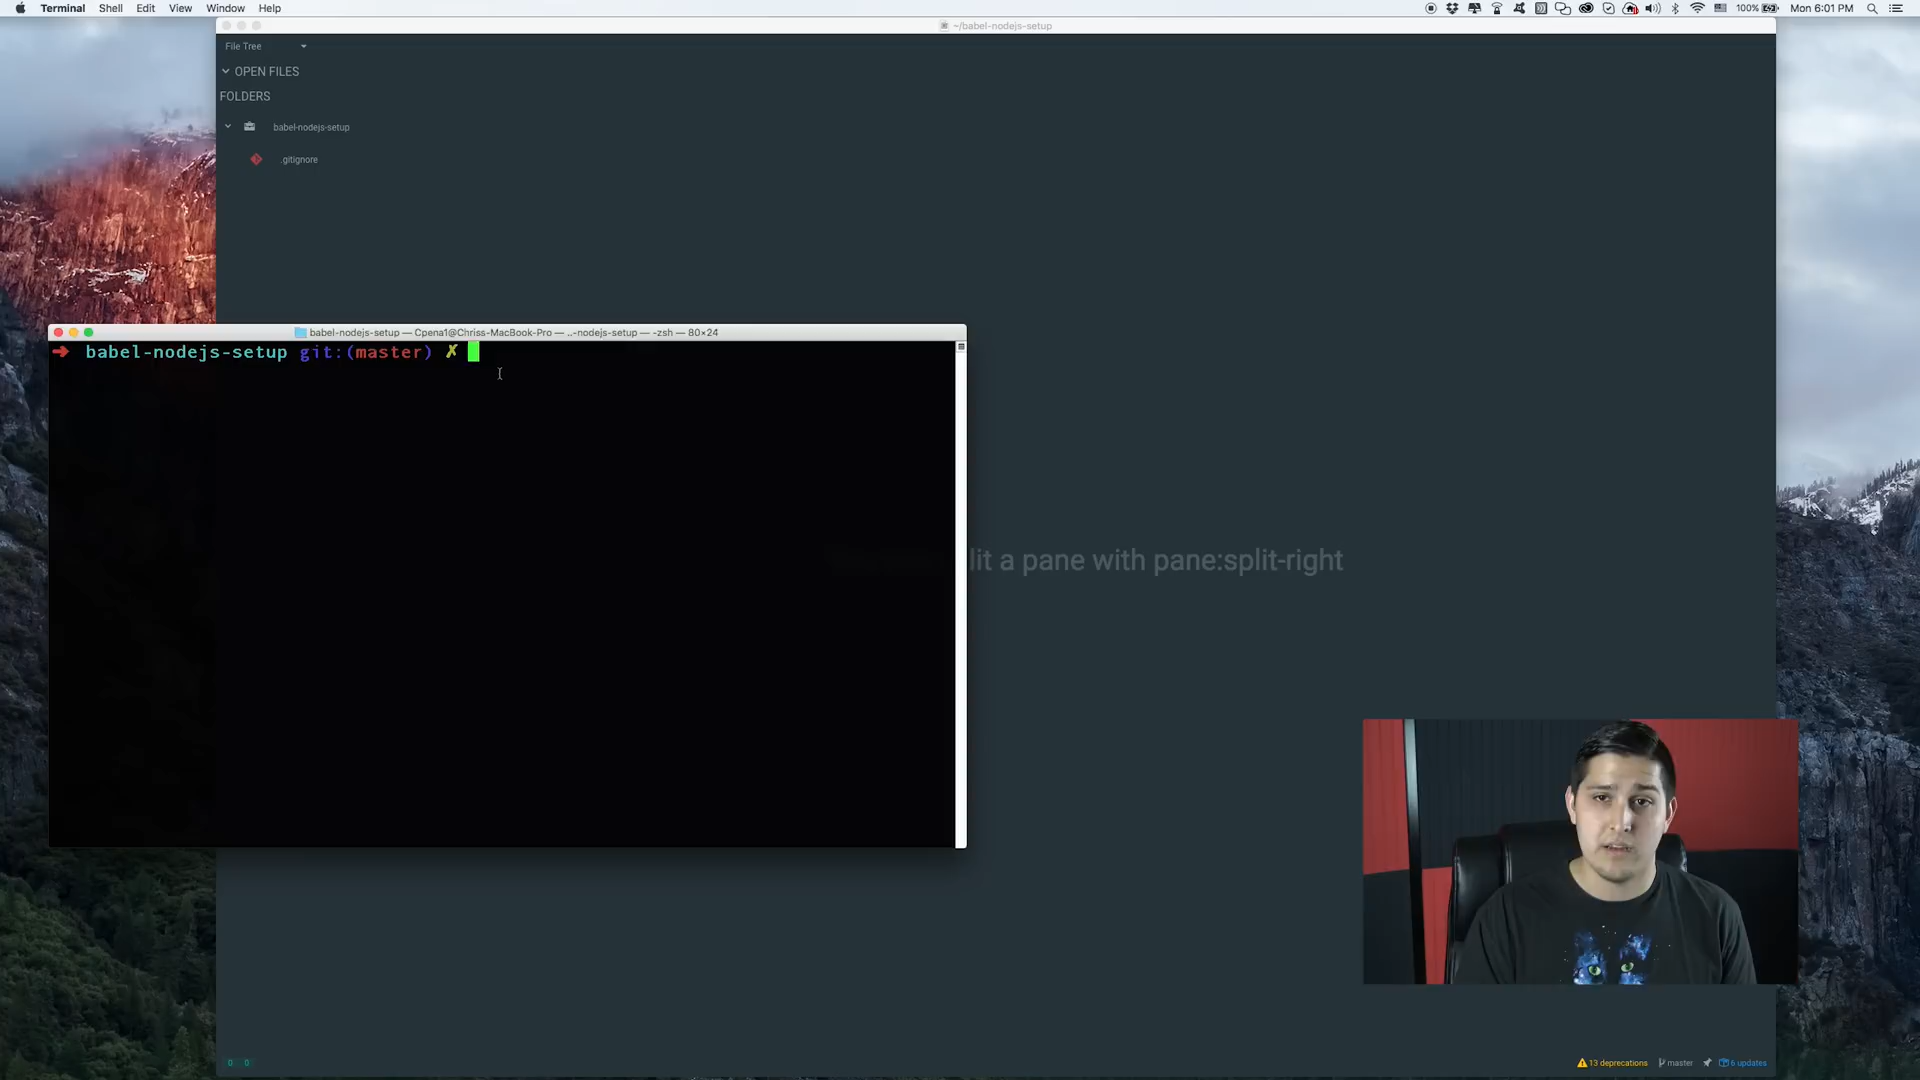 Terminal Shell Edit View Window Help
100% Mon 6:01 PM
~/babel-nodejs-setup
File Tree
OPEN FILES
FOLDERS
babel-nodejs-setup
.gitignore
babel-nodejs-setup — Cpena1@Chriss-MacBook-Pro — ..-nodejs-setup — -zsh — 80×24
➜ babel-nodejs-setup git:(master) ✗
lit a pane with pane:split-right
0 0
13 deprecations master 6 updates